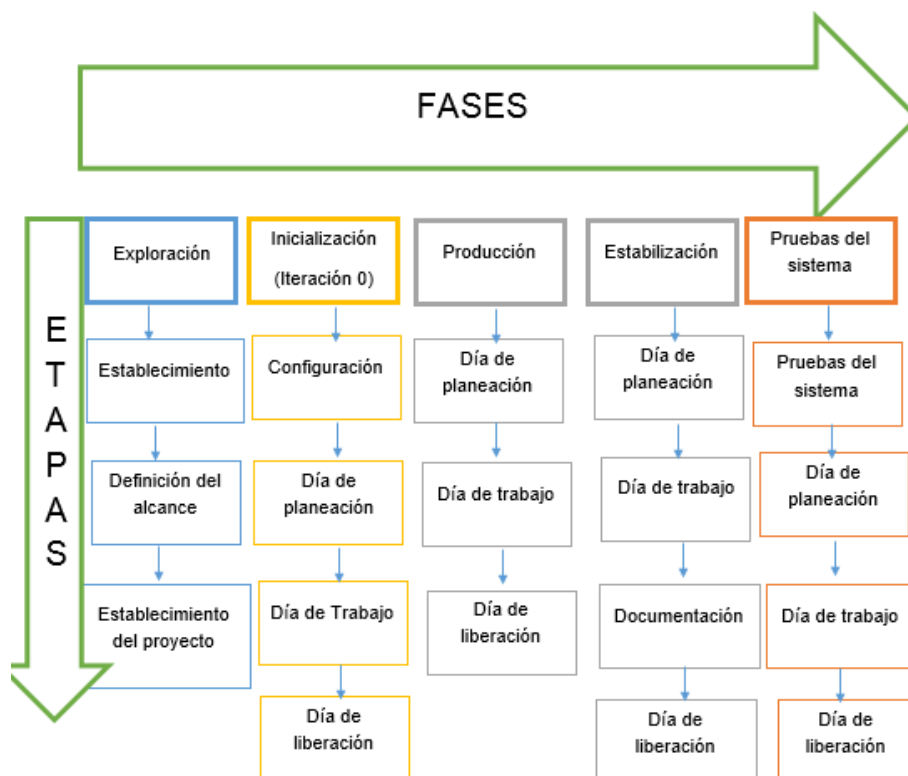 FASES
ETAPAS
Exploración
Inicialización
(Iteración 0)
Producción
Estabilización
Pruebas del
sistema
Establecimiento
Configuración
Día de
planeación
Día de
planeación
Pruebas del
sistema
Definición del
alcance
Día de
planeación
Día de trabajo
Día de trabajo
Día de
planeación
Establecimiento
del proyecto
Día de Trabajo
Día de
liberación
Documentación
Día de trabajo
Día de
liberación
Día de
liberación
Día de
liberación